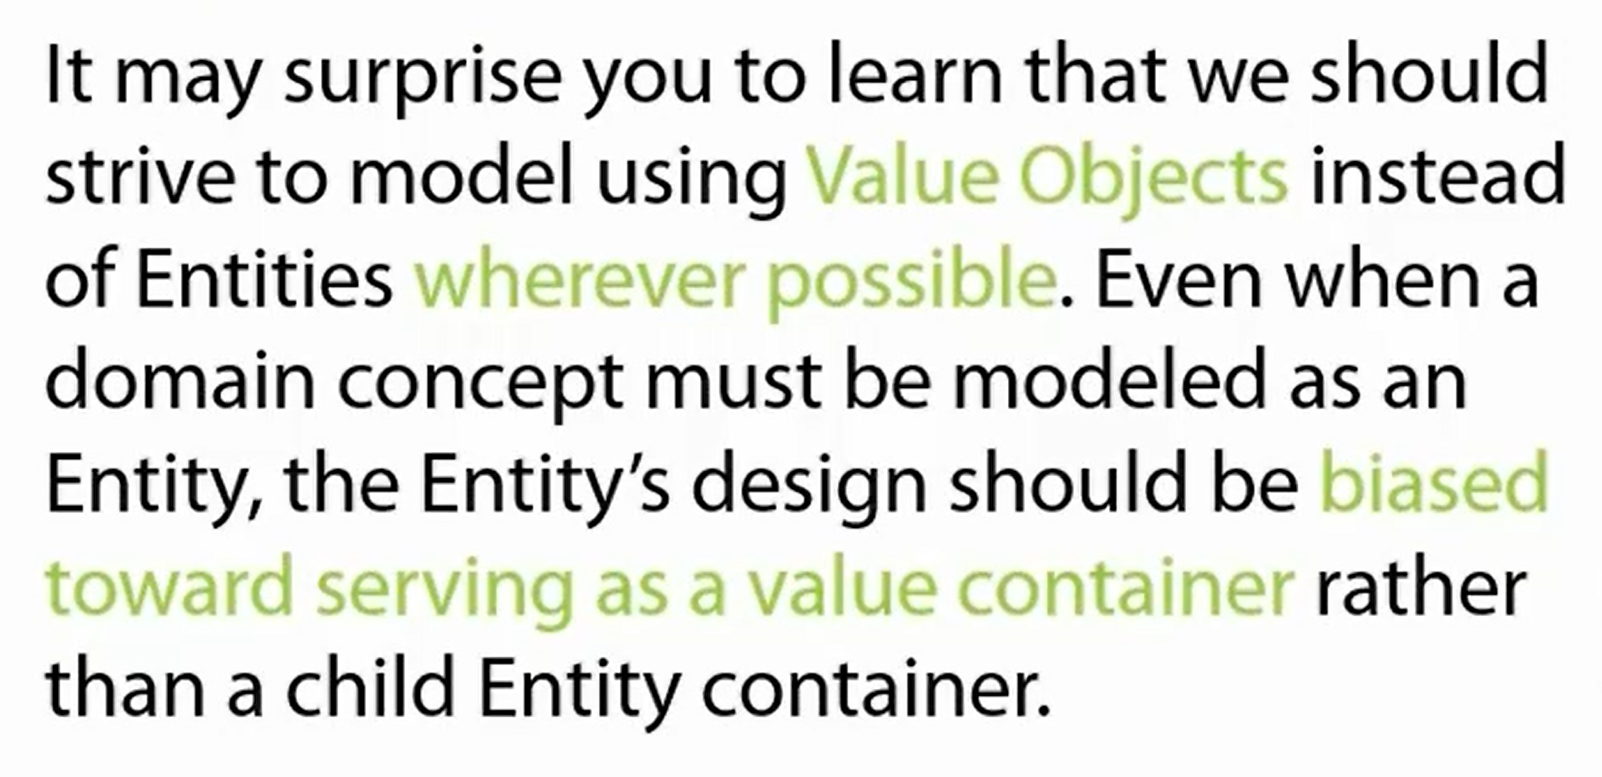 It may surprise you to learn that we should
strive to model using Value Objects instead
of Entities wherever possible. Even when a
domain concept must be modeled as an
Entity, the Entity’s design should be biased
toward serving as a value container rather
than a child Entity container.